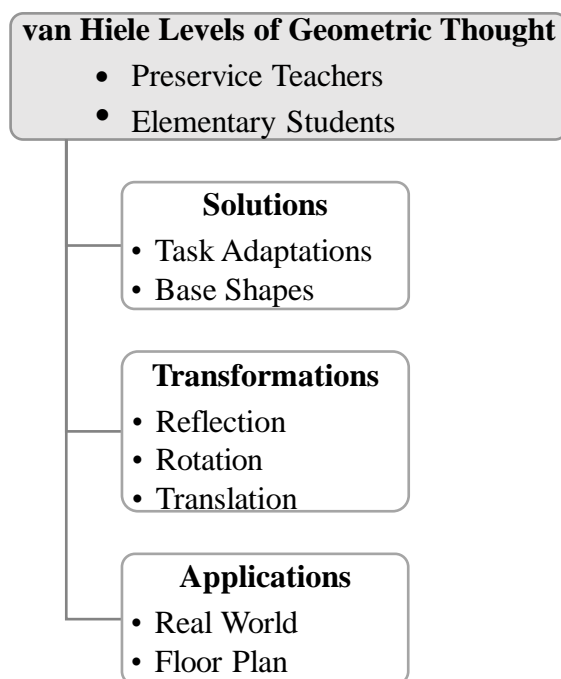 van Hiele Levels of Geometric Thought
• Preservice Teachers
• Elementary Students
Solutions
• Task Adaptations
• Base Shapes
Transformations
• Reflection
• Rotation
• Translation
Applications
• Real World
• Floor Plan